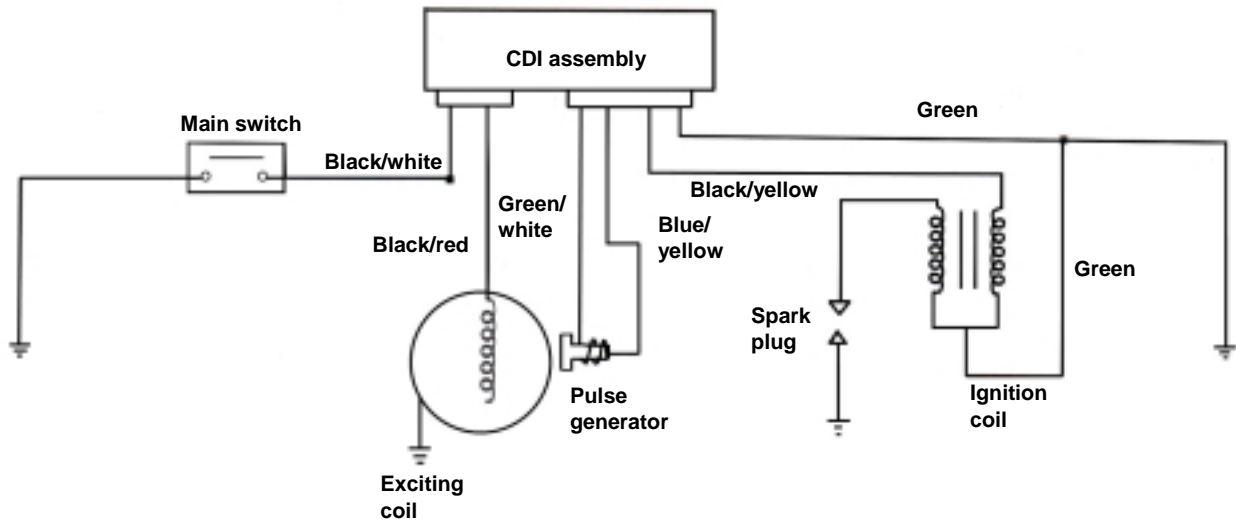 CDI assembly
Main switch
Green
Black/white
Black/yellow
Green/
white
Blue/
yellow
Black/red
Green
Spark
plug
Pulse
generator
Ignition
coil
Exciting
coil